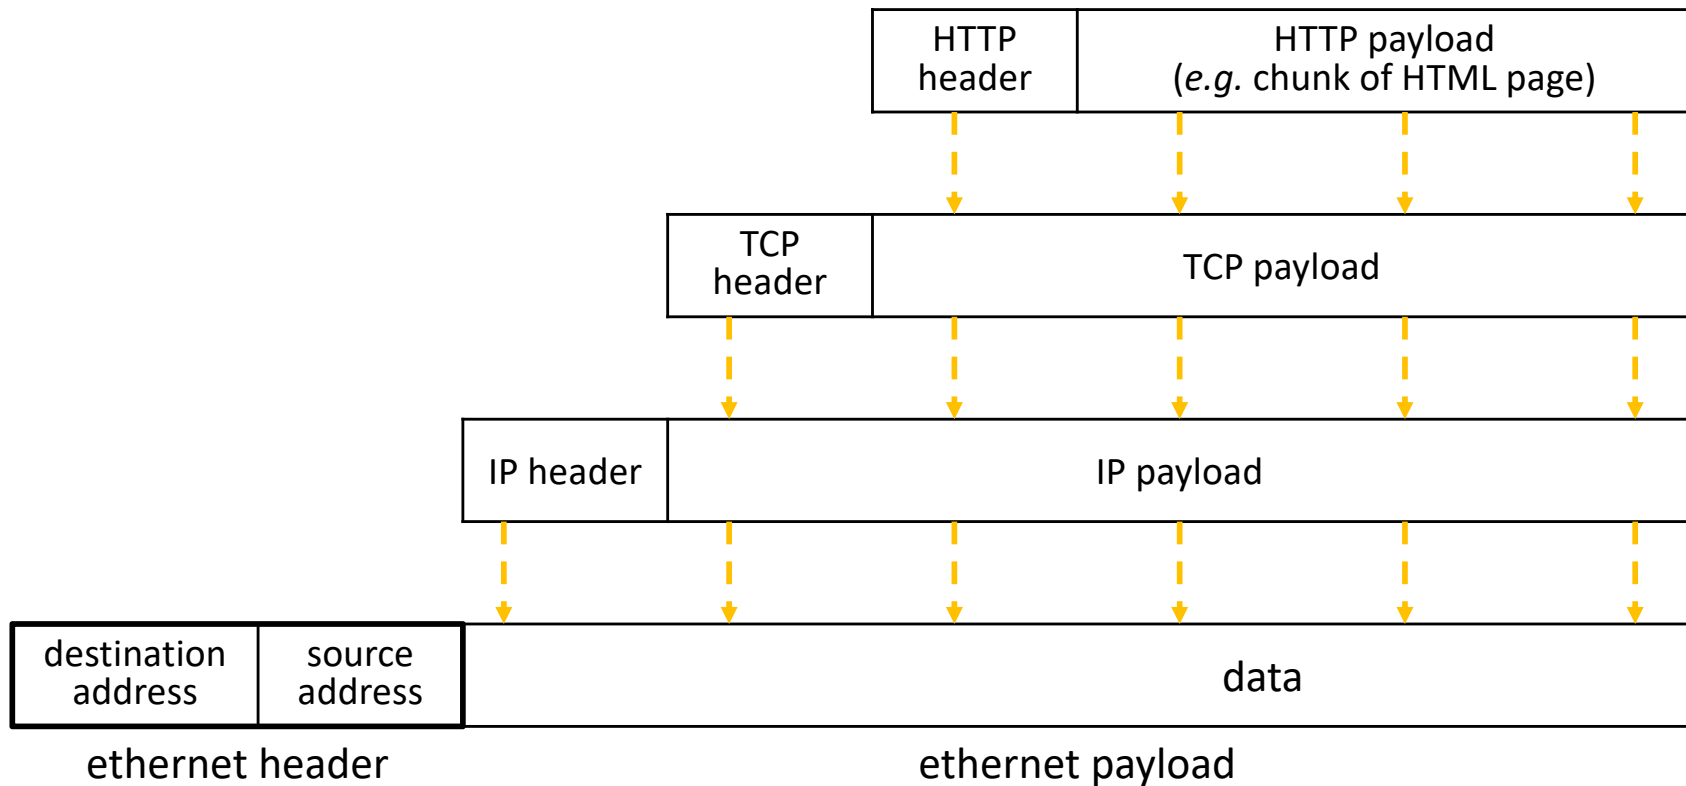 HTTP
header
HTTP payload
(e.g. chunk of HTML page)
TCP
header
TCP payload
IP header
IP payload
destination
address
source
address
data
ethernet header
ethernet payload